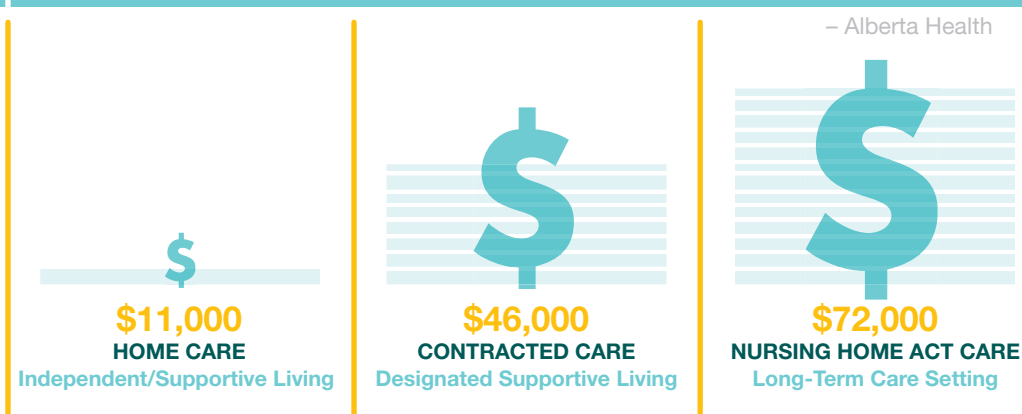 – Alberta Health
$
$11,000
HOME CARE
Independent/Supportive Living
$
$46,000
CONTRACTED CARE
Designated Supportive Living
$
$72,000
NURSING HOME ACT CARE
Long-Term Care Setting